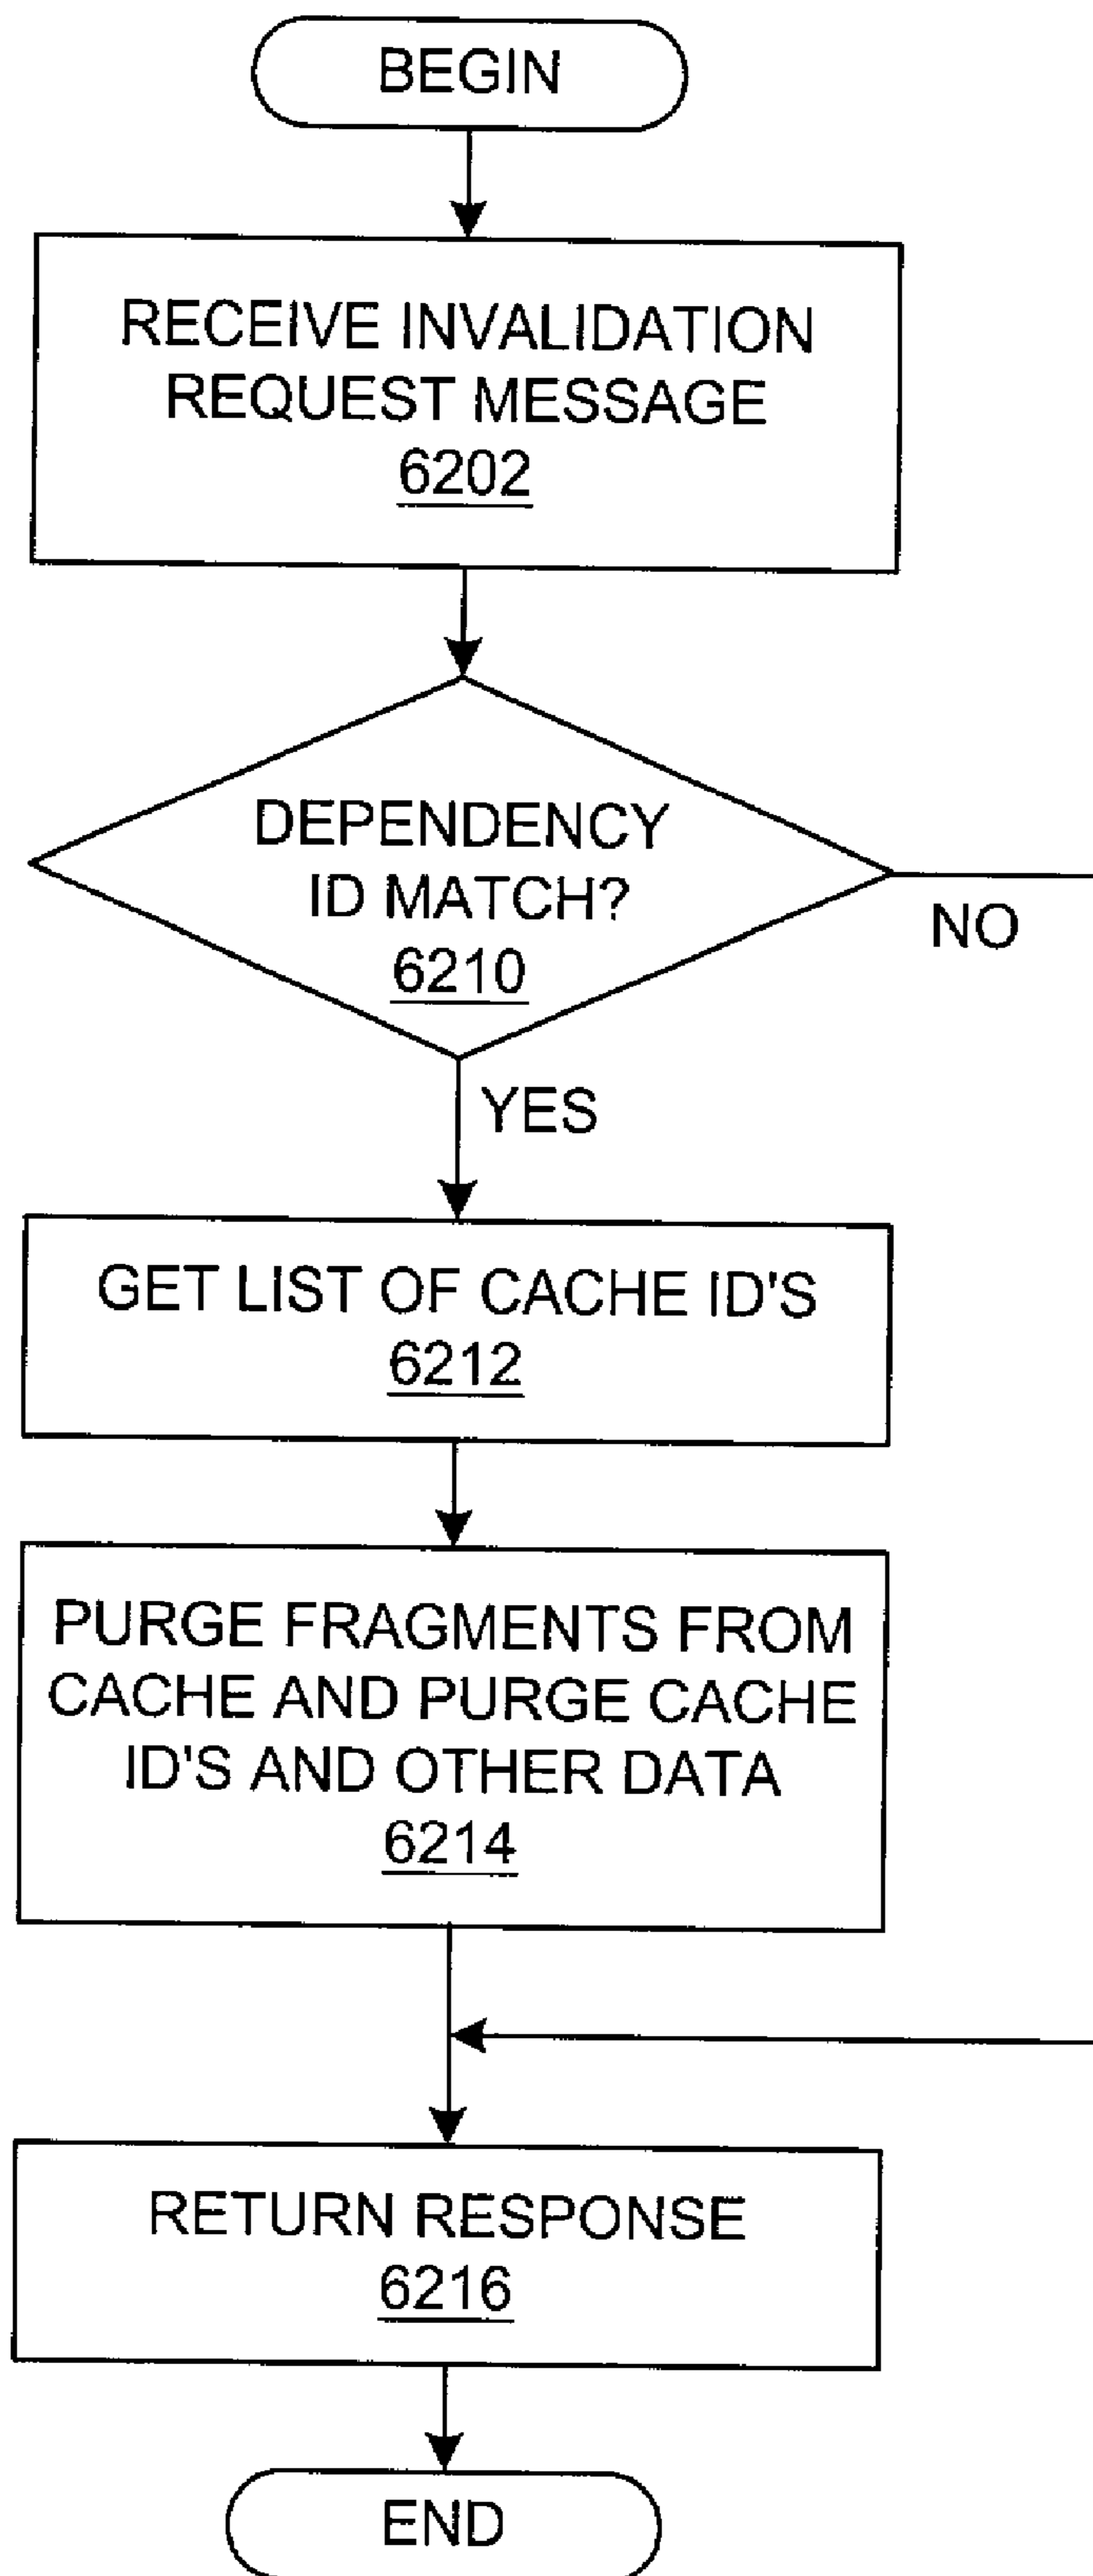 BEGIN
RECEIVE INVALIDATION
REQUEST MESSAGE
6202
DEPENDENCY
ID MATCH?
6210
NO
YES
GET LIST OF CACHE ID'S
6212
PURGE FRAGMENTS FROM
CACHE AND PURGE CACHE
ID'S AND OTHER DATA
6214
RETURN RESPONSE
6216
END